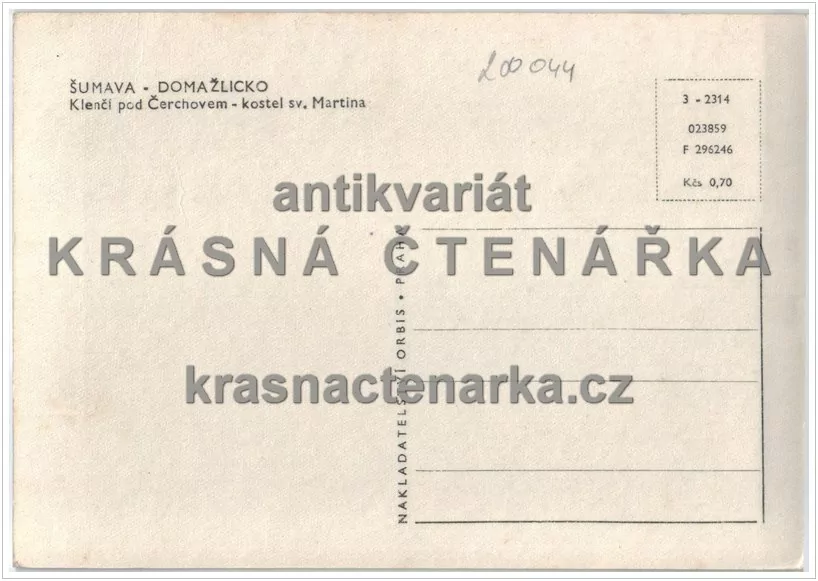 200044
ŠUMAVA - DOMAŽLICKO
Klenčí pod Čerchovem - kostel sv. Martina
3 - 2314
023859
F 296246
Kčs 0,70
antikvariát
KRÁSNÁ ČTENÁŘKA
krasnactenarka.cz
NAKLADATELSTVÍ ORBIS • PRAHA